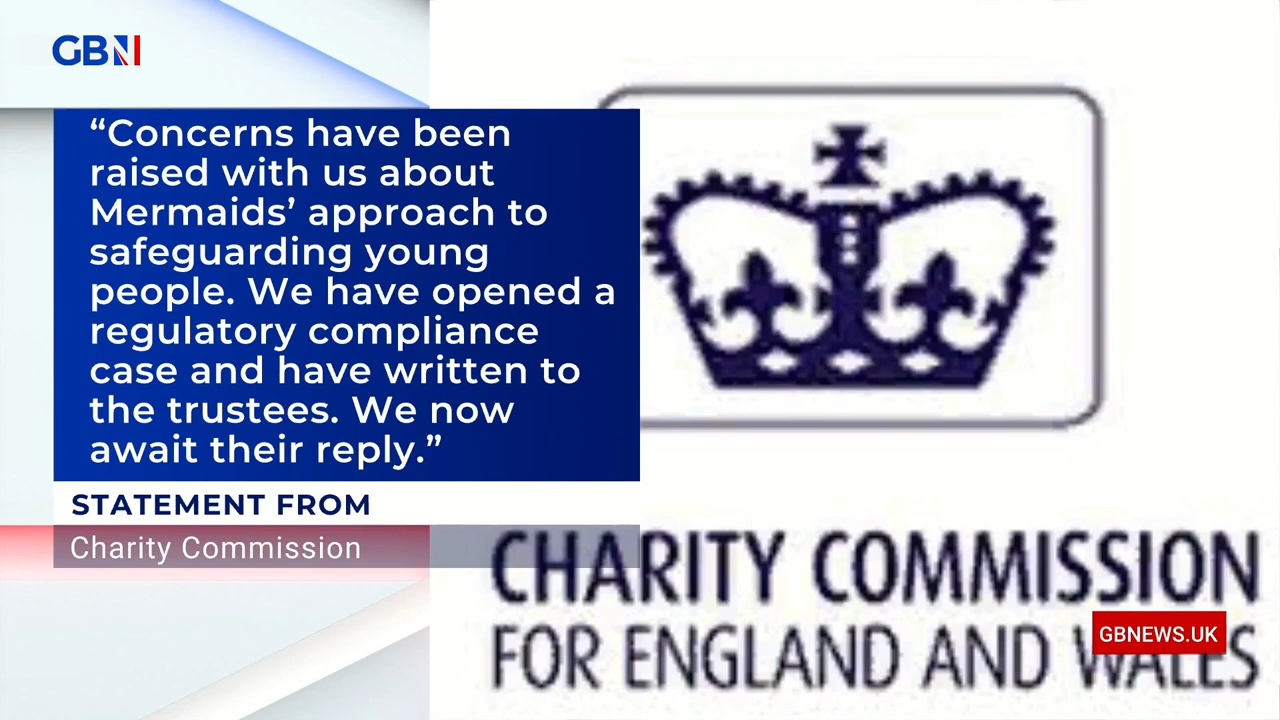 GBN
“Concerns have been
raised with us about
Mermaids’ approach to
safeguarding young
people. We have opened a
regulatory compliance
case and have written to
the trustees. We now
await their reply.”
STATEMENT FROM
Charity Commission
CHARITY COMMISSION
FOR ENGLAND AND WALES
GBNEWS.UK